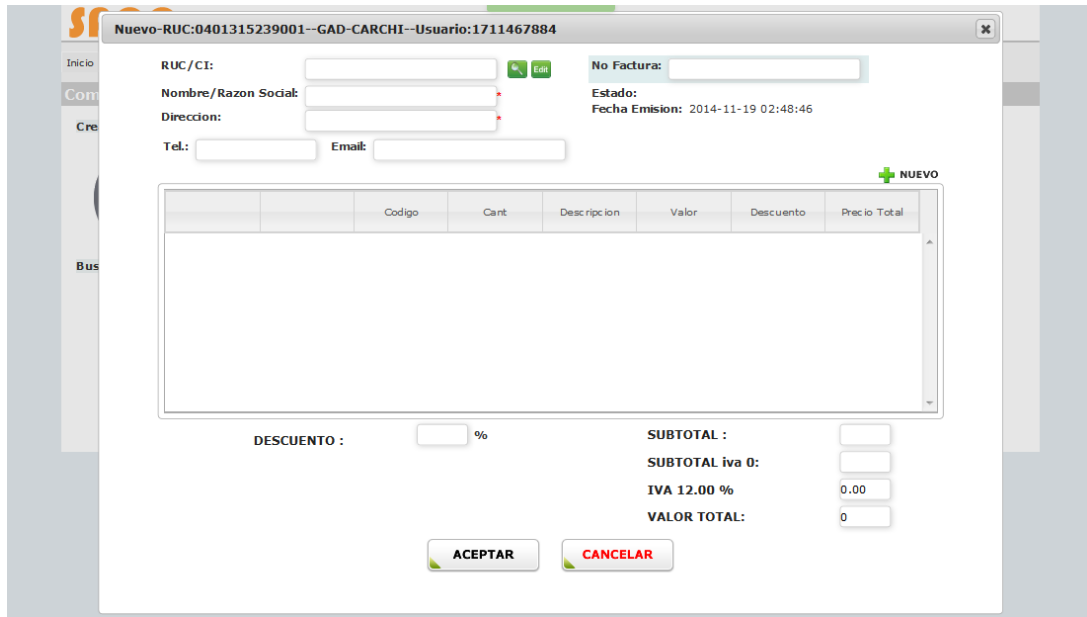 Nuevo-RUC:0401315239001--GAD-CARCHI--Usuario:1711467884
Inicio
RUC/CI:
Edit
No Factura:
Com
Nombre/Razon Social:
*
Estado:
Fecha Emision: 2014-11-19 02:48:46
Cre
Direccion:
*
Tel.:
Email:
NUEVO
Codigo Cant Descripcion Valor Descuento Precio Total
Bus
DESCUENTO :
%
SUBTOTAL :
SUBTOTAL iva 0:
IVA 12.00 %
0.00
VALOR TOTAL:
0
ACEPTAR
CANCELAR